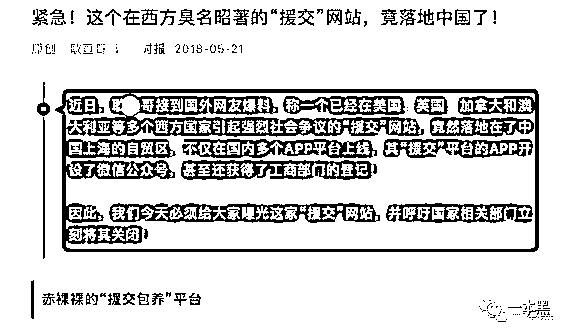 紧急！这个在西方臭名昭著的“援交”网站，竟落地中国了！
原创 时报 2018-05-21
近日，耿哥接到国外网友爆料，称一个已经在美国、英国、加拿大和澳
大利亚等多个西方国家引起强烈社会争议的“援交”网站，竟然落地在了中
国上海的自贸区，不仅在国内多个APP平台上线，其“援交”平台的APP开
设了微信公众号，甚至还获得了工商部门的登记！
因此，我们今天必须给大家曝光这家“援交”网站，并呼吁国家相关部门立
刻将其关闭！
赤裸裸的“援交包养”平台
一本黑